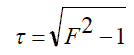 τ = √(F² − 1)